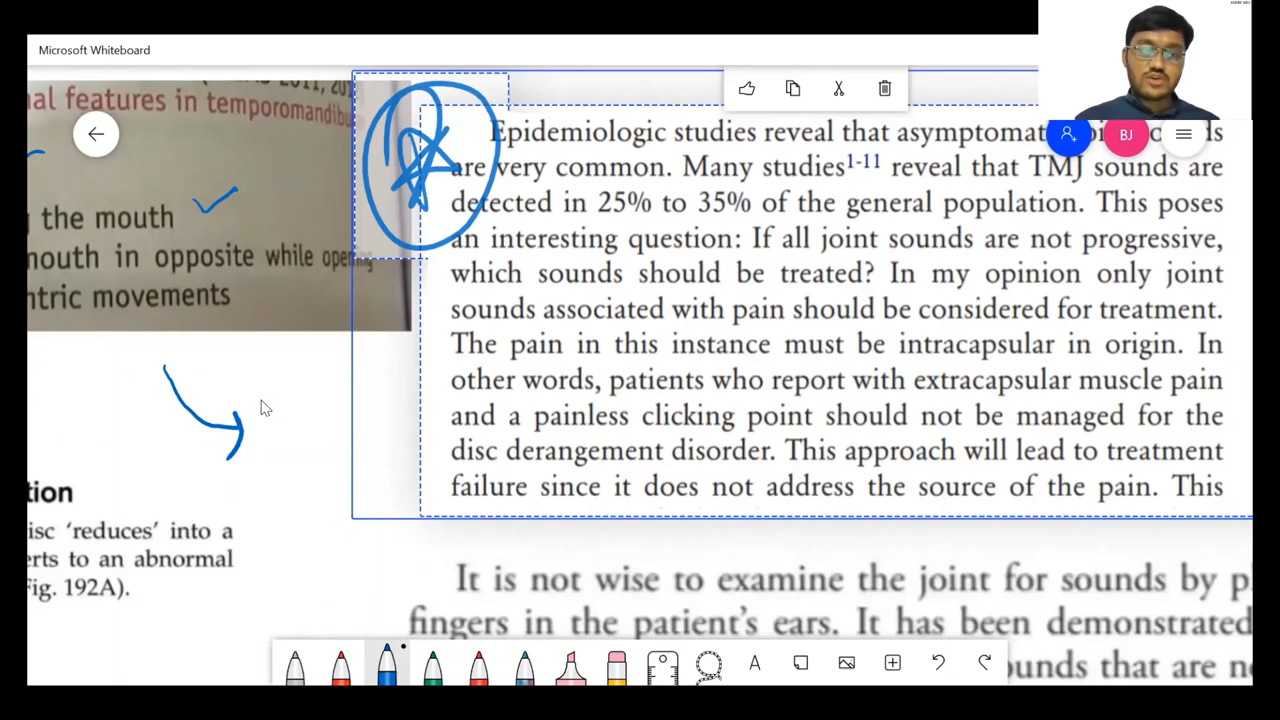 Microsoft Whiteboard
nal features in temporomandibu
the mouth
mouth in opposite while opening
ntric movements
tion
isc ‘reduces’ into a
erts to an abnormal
Fig. 192A).
Epidemiologic studies reveal that
are very common. Many studies1-11 reveal that TMJ sounds are
detected in 25% to 35% of the general population. This poses
an interesting question: If all joint sounds are not progressive,
which sounds should be treated? In my opinion only joint
sounds associated with pain should be considered for treatment.
The pain in this instance must be intracapsular in origin. In
other words, patients who report with extracapsular muscle pain
and a painless clicking point should not be managed for the
disc derangement disorder. This approach will lead to treatment
failure since it does not address the source of the pain. This
It is not wise to examine the joint for sounds by p
fingers in the patient’s ears. It has been demonstrated
ounds that are n
BJ
A